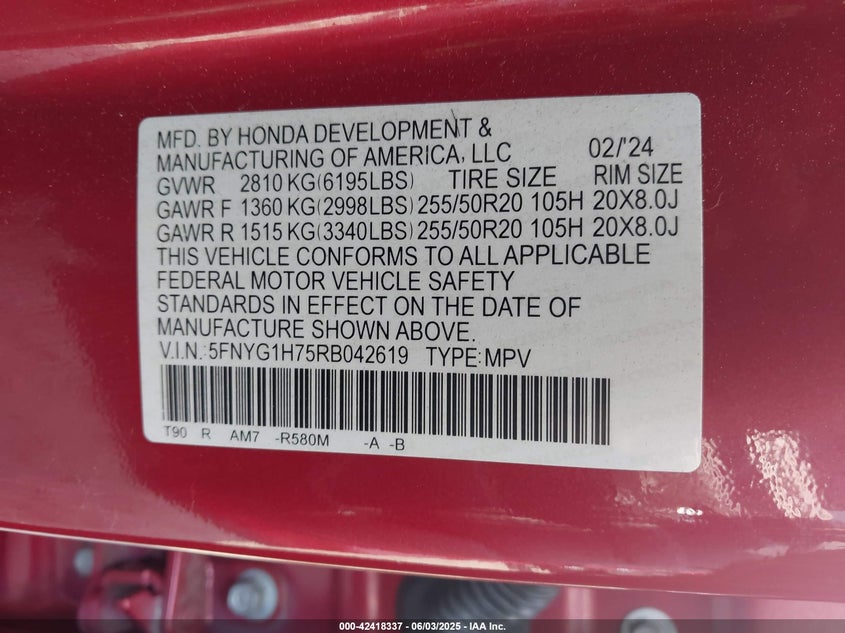 MFD. BY HONDA DEVELOPMENT &
MANUFACTURING OF AMERICA, LLC 02/'24
GVWR 2810 KG(6195LBS) TIRE SIZE RIM SIZE
GAWR F 1360 KG(2998LBS) 255/50R20 105H 20X8.0J
GAWR R 1515 KG(3340LBS) 255/50R20 105H 20X8.0J
THIS VEHICLE CONFORMS TO ALL APPLICABLE
FEDERAL MOTOR VEHICLE SAFETY
STANDARDS IN EFFECT ON THE DATE OF
MANUFACTURE SHOWN ABOVE.
V.I.N.:5FNYG1H75RB042619 TYPE:MPV
T90 R AM7 -R580M -A -B
000-42418337 - 06/03/2025 - IAA Inc.